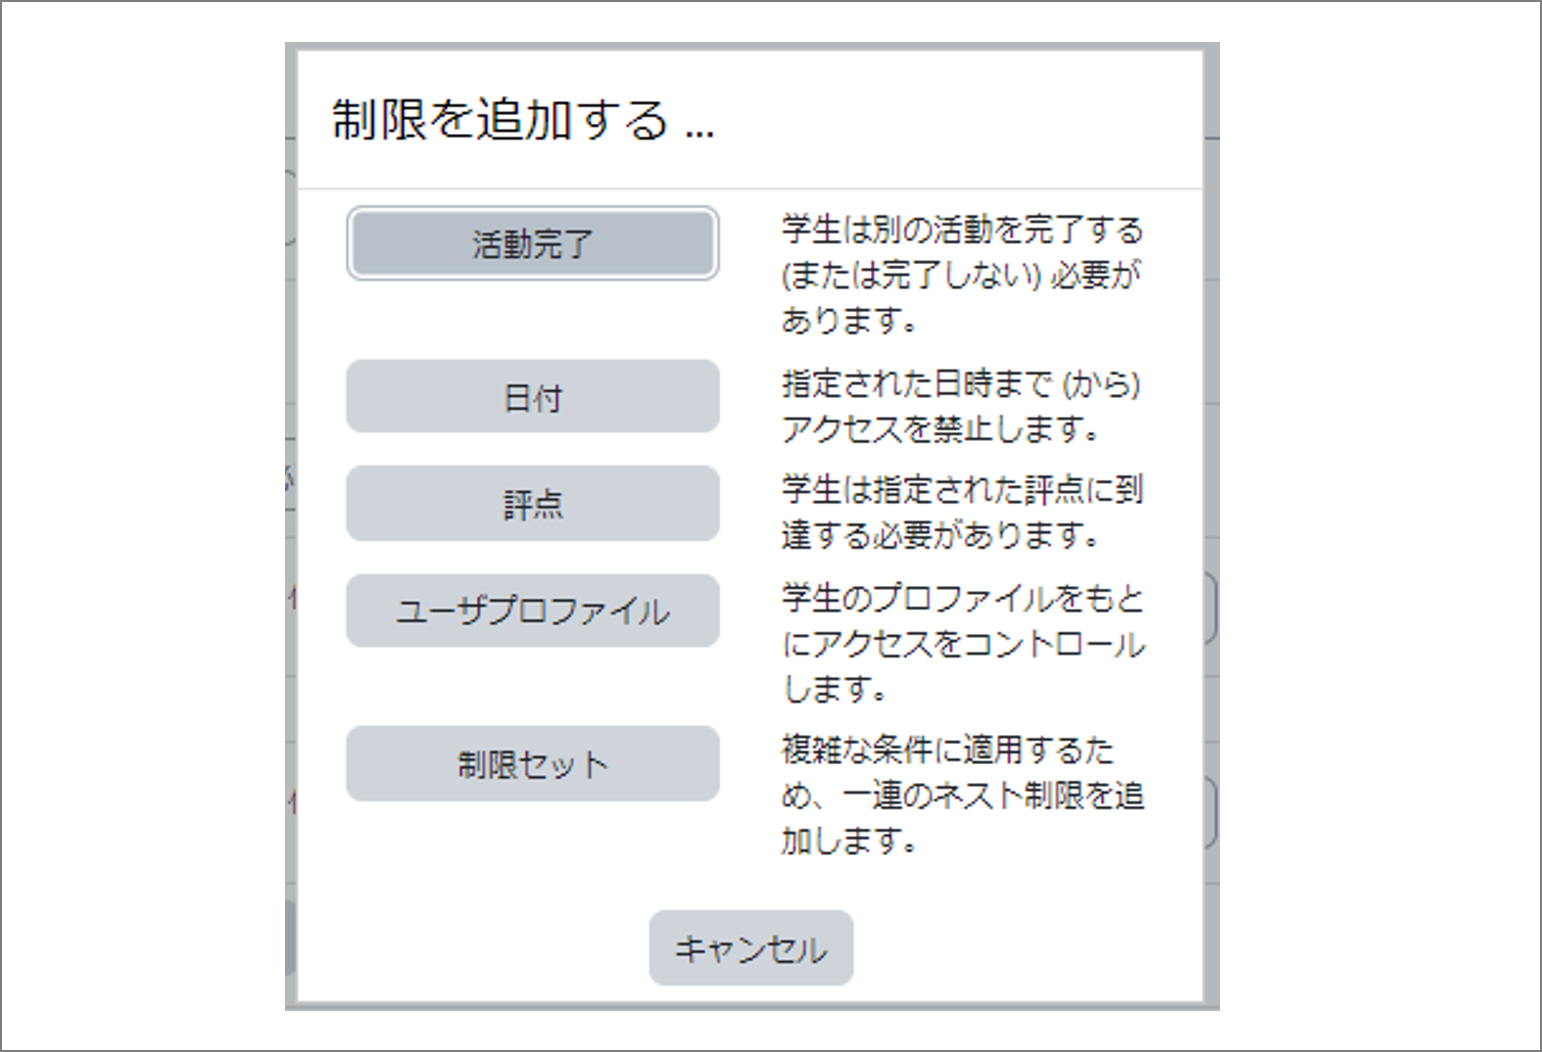 制限を追加する ...
活動完了
学生は別の活動を完了する
(または完了しない) 必要が
あります。
日付
指定された日時まで (から)
アクセスを禁止します。
評点
学生は指定された評点に到
達する必要があります。
ユーザプロファイル
学生のプロファイルをもと
にアクセスをコントロール
します。
制限セット
複雑な条件に適用するた
め、一連のネスト制限を追
加します。
キャンセル